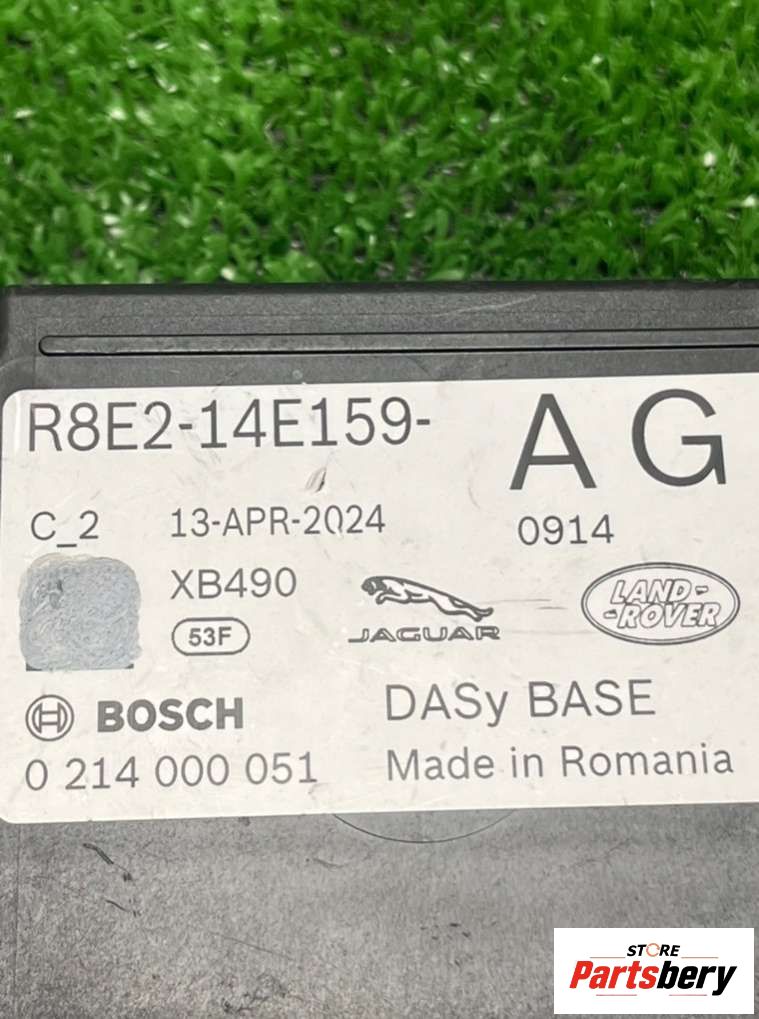 R8E2-14E159- AG
C_2 13-APR-2024 0914
XB490
53F
JAGUAR
LAND-
-ROVER
BOSCH DASy BASE
0 214 000 051 Made in Romania
STORE
Partsbery